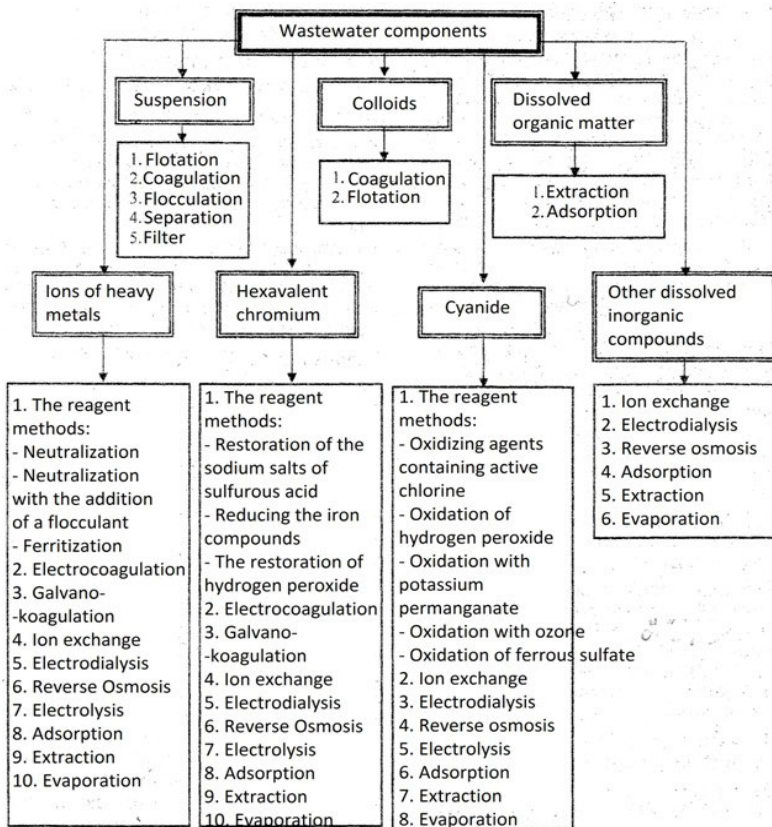 Wastewater components
Suspension
Colloids
Dissolved
organic matter
1. Flotation
2. Coagulation
3. Flocculation
4. Separation
5. Filter
1. Coagulation
2. Flotation
1. Extraction
2. Adsorption
Ions of heavy
metals
Hexavalent
chromium
Cyanide
Other dissolved
inorganic
compounds
1. The reagent
methods:
- Neutralization
- Neutralization
with the addition
of a flocculant
- Ferritization
2. Electrocoagulation
3. Galvano-
-koagulation
4. Ion exchange
5. Electrodialysis
6. Reverse Osmosis
7. Electrolysis
8. Adsorption
9. Extraction
10. Evaporation
1. The reagent
methods:
- Restoration of the
sodium salts of
sulfurous acid
- Reducing the iron
compounds
- The restoration of
hydrogen peroxide
2. Electrocoagulation
3. Galvano-
-koagulation
4. Ion exchange
5. Electrodialysis
6. Reverse Osmosis
7. Electrolysis
8. Adsorption
9. Extraction
10. Evaporation
1. The reagent
methods:
- Oxidizing agents
containing active
chlorine
- Oxidation of
hydrogen peroxide
- Oxidation with
potassium
permanganate
- Oxidation with ozone
- Oxidation of ferrous sulfate
2. Ion exchange
3. Electrodialysis
4. Reverse osmosis
5. Electrolysis
6. Adsorption
7. Extraction
8. Evaporation
1. Ion exchange
2. Electrodialysis
3. Reverse osmosis
4. Adsorption
5. Extraction
6. Evaporation